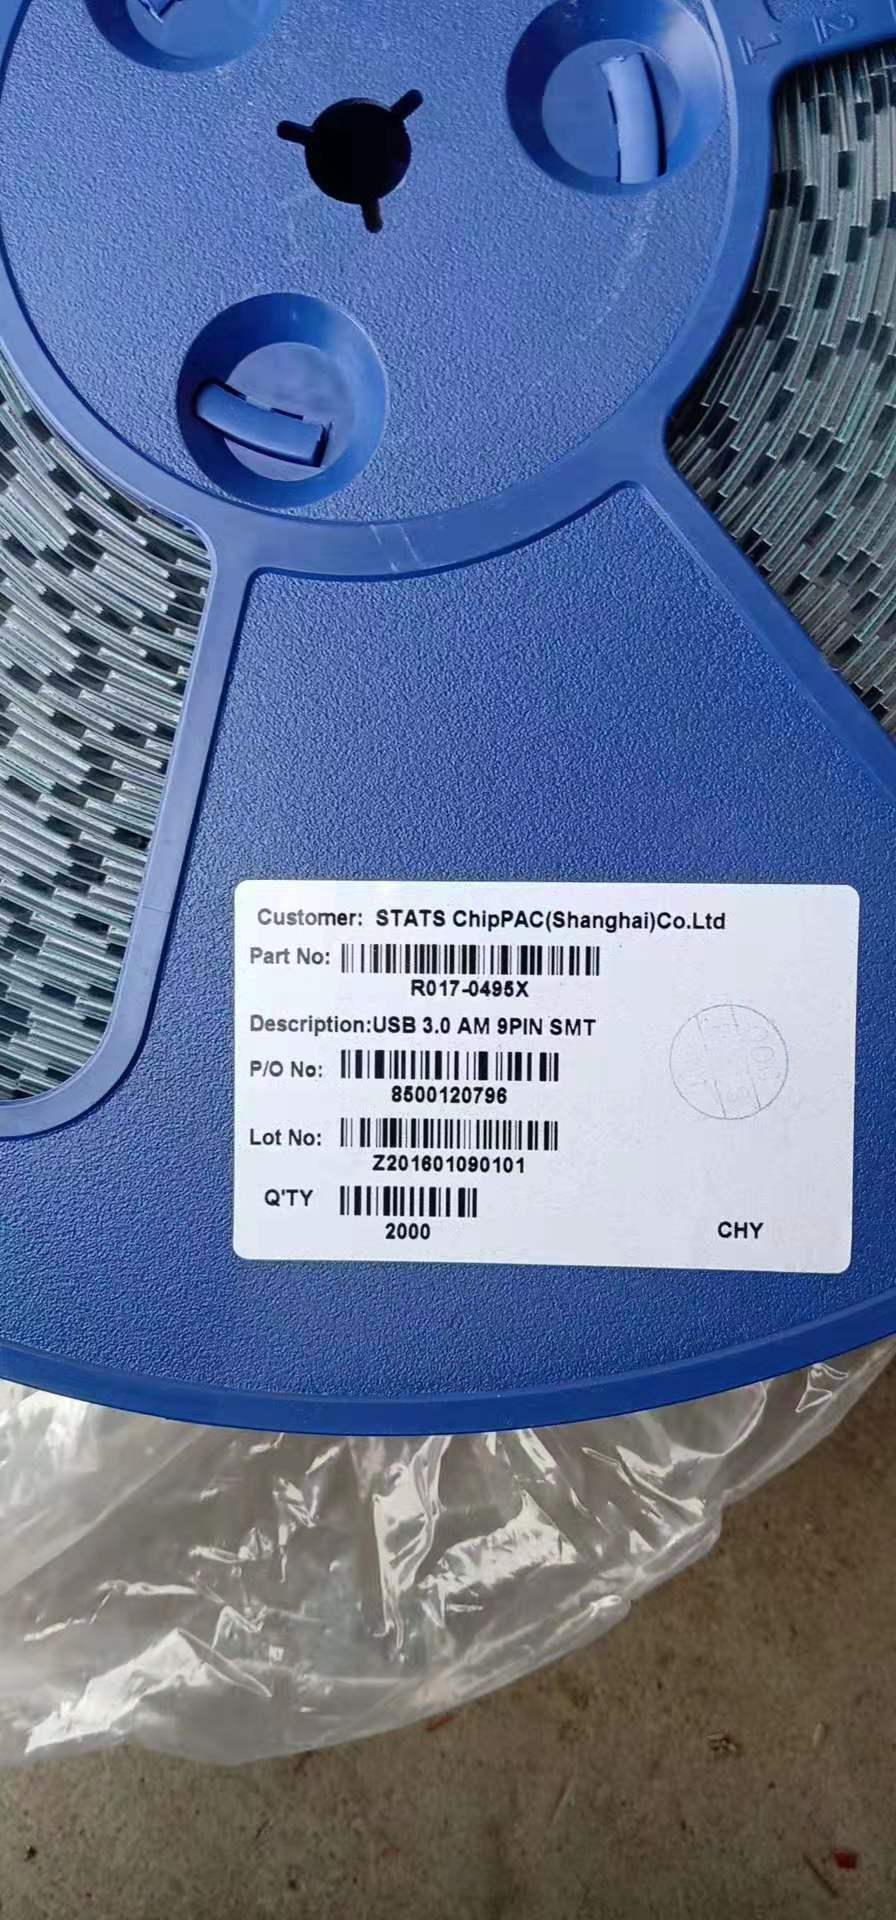 Customer: STATS ChipPAC(Shanghai)Co.Ltd
Part No:
R017-0495X
Description:USB 3.0 AM 9PIN SMT
P/O No:
8500120796
Lot No:
Z201601090101
Q'TY
2000
CHY